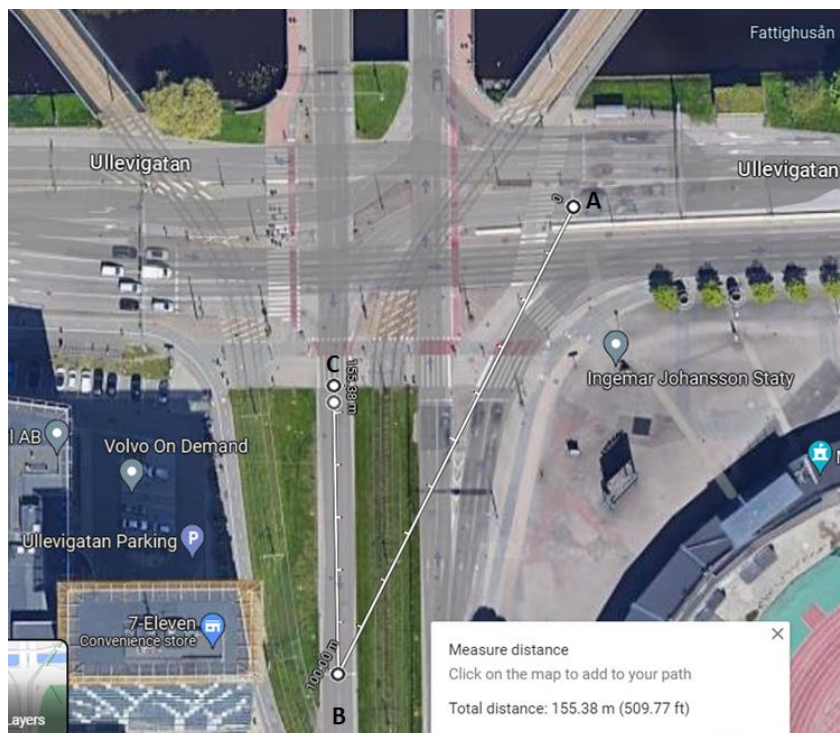 Fattighusån
Ullevigatan
Ullevigatan
0
A
C
155.38 m
Ingemar Johansson Staty
l AB
Volvo On Demand
M
Ullevigatan Parking
P
7-Eleven
Convenience store
100.00 m
Layers
B
Measure distance
Click on the map to add to your path
Total distance: 155.38 m (509.77 ft)